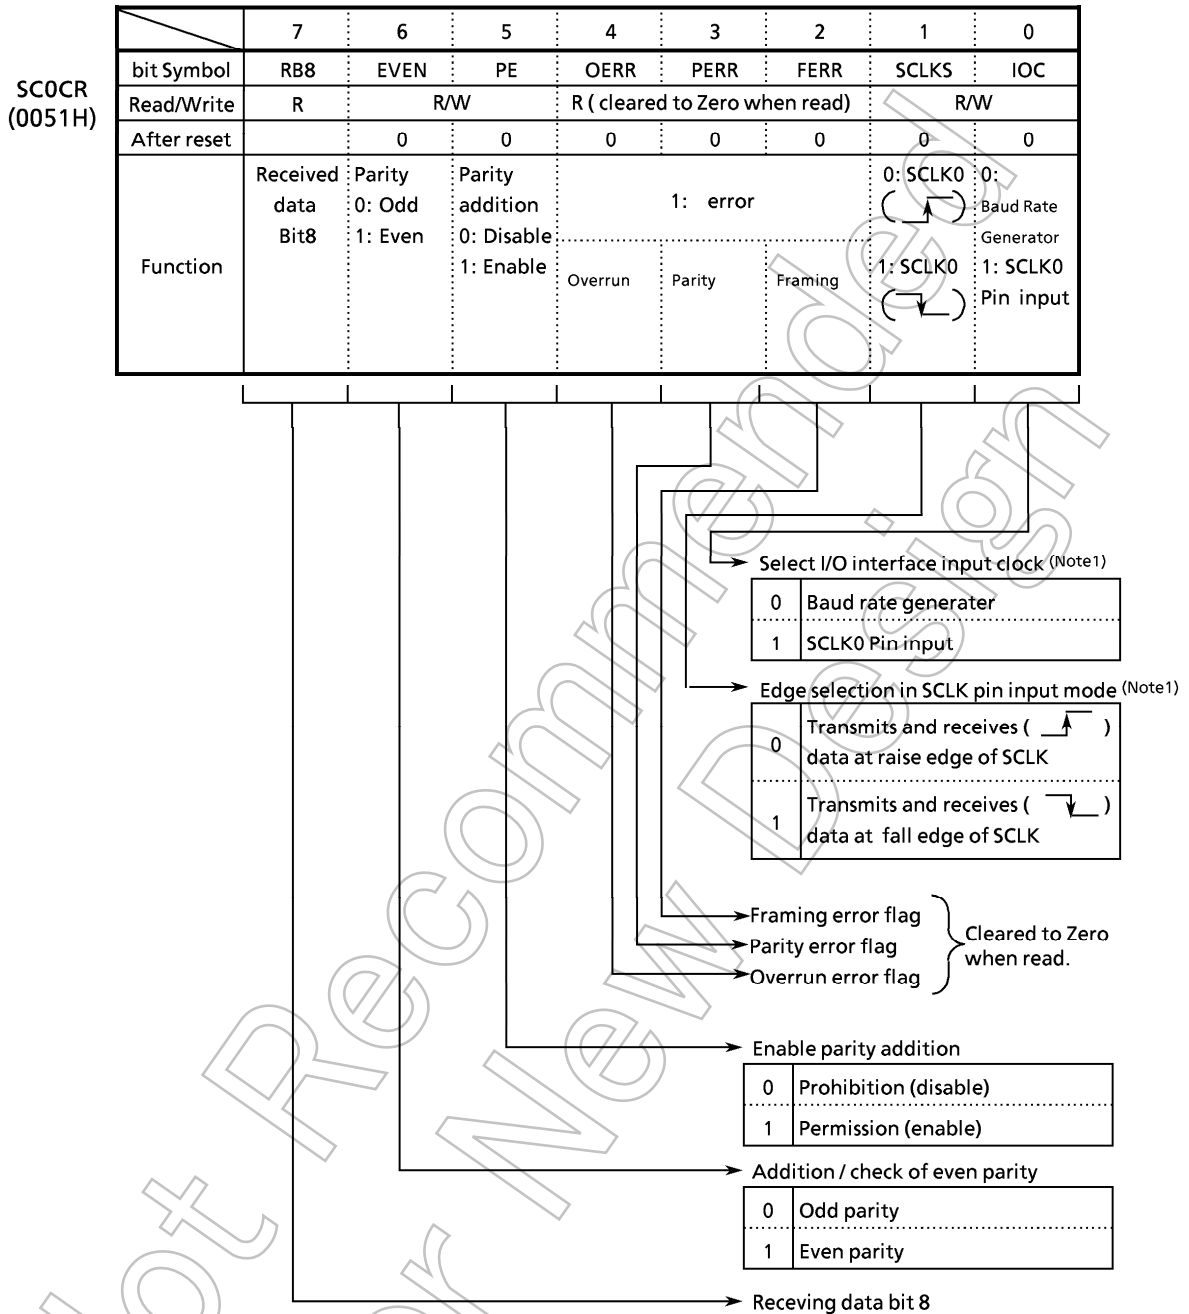 SC0CR
(0051H)
7 6 5 4 3 2 1 0
bit Symbol RB8 EVEN PE OERR PERR FERR SCLKS IOC
Read/Write R R/W R ( cleared to Zero when read) R/W
After reset 0 0 0 0 0 0 0
Function
Received
data
Bit8
Parity
0: Odd
1: Even
Parity
addition
0: Disable
1: Enable
1: error
Overrun Parity Framing
0: SCLK0
( )
1: SCLK0
( )
0:
Baud Rate
Generator
1: SCLK0
Pin input
Select I/O interface input clock (Note1)
0 Baud rate generater
1 SCLK0 Pin input
Edge selection in SCLK pin input mode (Note1)
0 Transmits and receives ( )
data at raise edge of SCLK
1 Transmits and receives ( )
data at fall edge of SCLK
Framing error flag
Parity error flag
Overrun error flag
Cleared to Zero
when read.
Enable parity addition
0 Prohibition (disable)
1 Permission (enable)
Addition / check of even parity
0 Odd parity
1 Even parity
Receving data bit 8
ot Recommended
r New Design